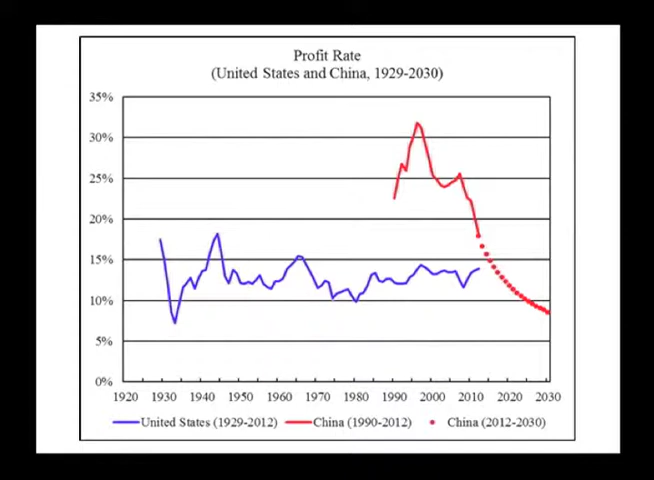 Profit Rate
(United States and China, 1929-2030)
35%
30%
25%
20%
15%
10%
5%
0%
1920 1930 1940 1950 1960 1970 1980 1990 2000 2010 2020 2030
United States (1929-2012) China (1990-2012) China (2012-2030)